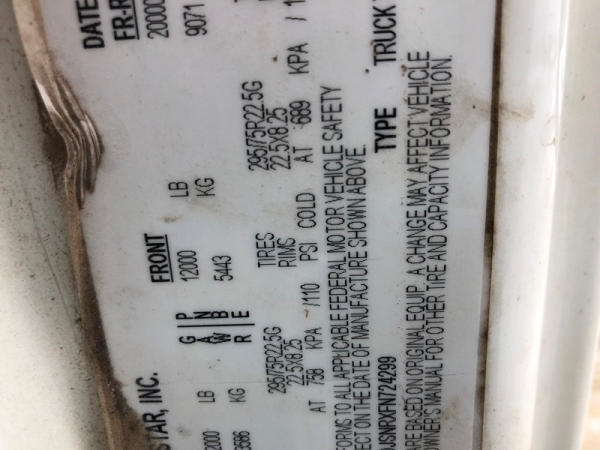 DATE
FR-R
STAR, INC.
FRONT
20000
LB G P 12000 LB
A N
W B
KG R E 5443 KG 9071
295/75R22.5G TIRES 295/75R22.5G
22.5X8.25 RIMS 22.5X8.25
AT 758 KPA /110 PSI COLD AT 689 KPA / 1
FORMS TO ALL APPLICABLE FEDERAL MOTOR VEHICLE SAFETY
ECT ON THE DATE OF MANUFACTURE SHOWN ABOVE.
JSNRXFN724299 TYPE TRUCK
ARE BASED ON ORIGINAL EQUIP. A CHANGE MAY AFFECT VEHICLE
OWNER'S MANUAL FOR OTHER TIRE AND CAPACITY INFORMATION.